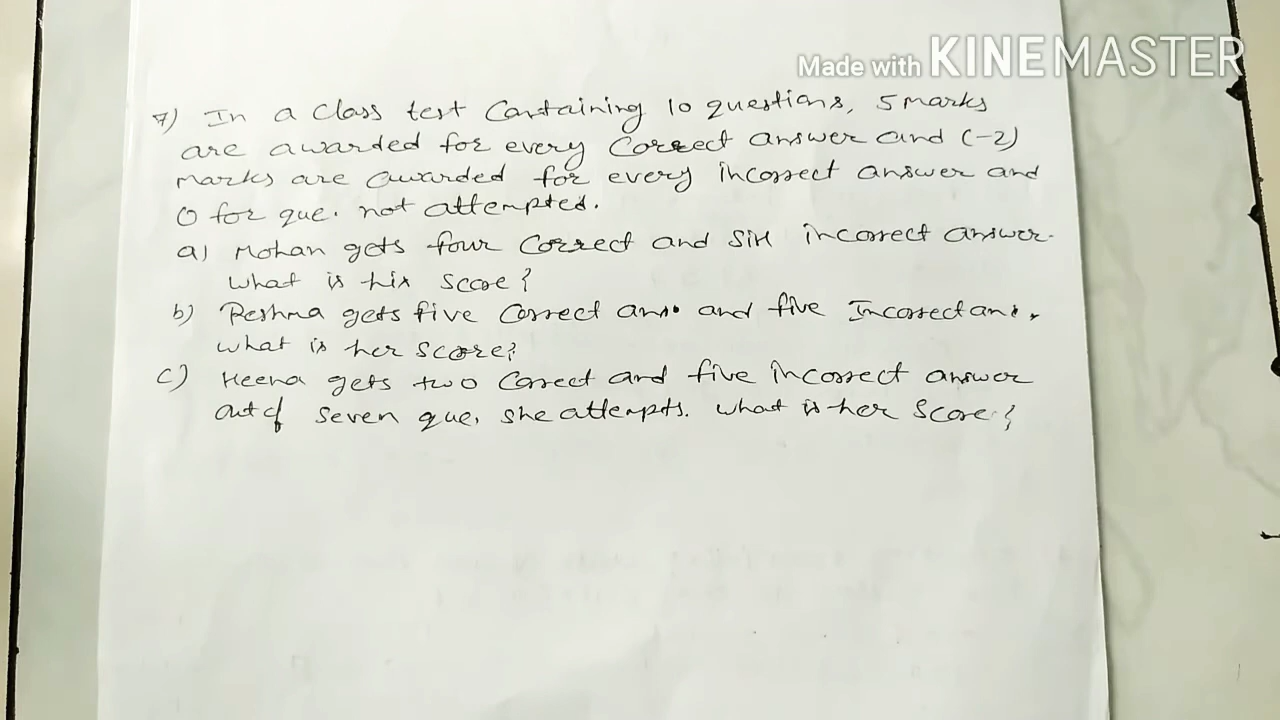 Made with KINEMASTER
7) In a class test containing 10 questions, 5 marks
are awarded for every correct answer and (-2)
marks are awarded for every incorrect answer and
0 for que. not attempted.
a) Mohan gets four correct and six incorrect answer.
what is his score?
b) Reshma gets five correct ans. and five Incorrect ans.
what is her score?
c) Heena gets two correct and five incorrect answer
out of seven que. she attempts. what is her score?